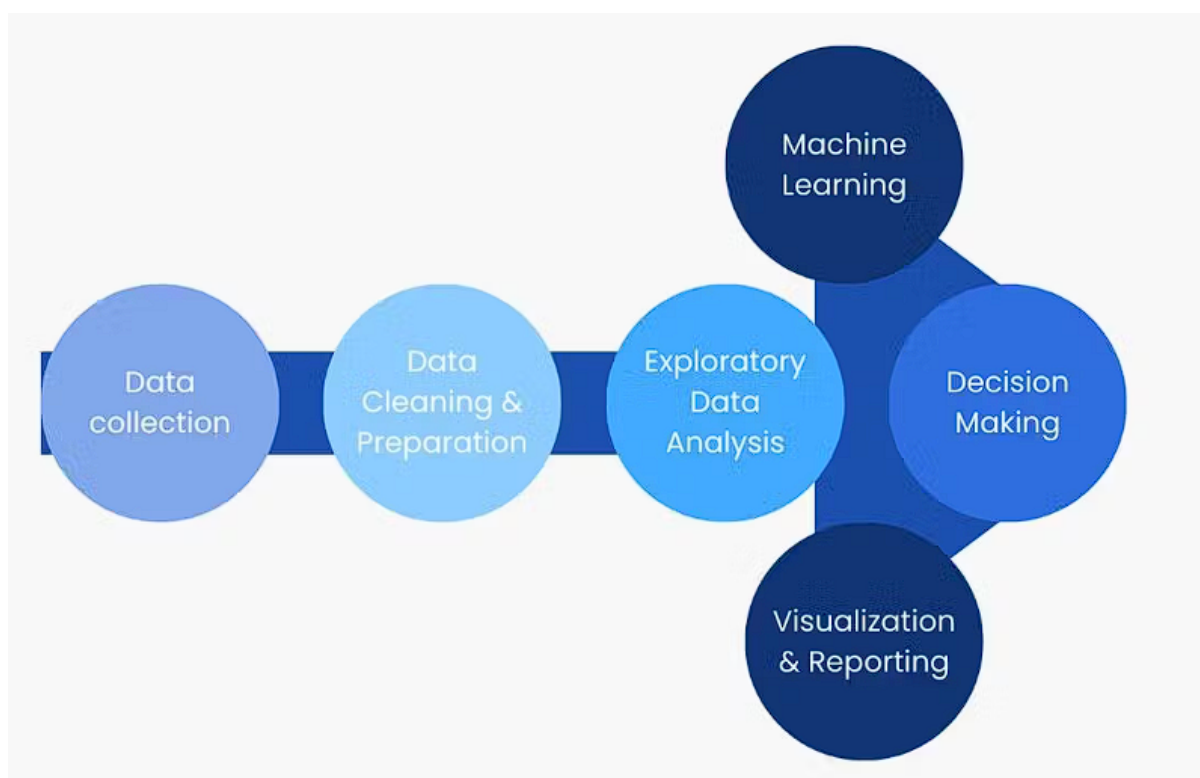 Machine
Learning
Data
collection
Data
Cleaning &
Preparation
Exploratory
Data
Analysis
Decision
Making
Visualization
& Reporting